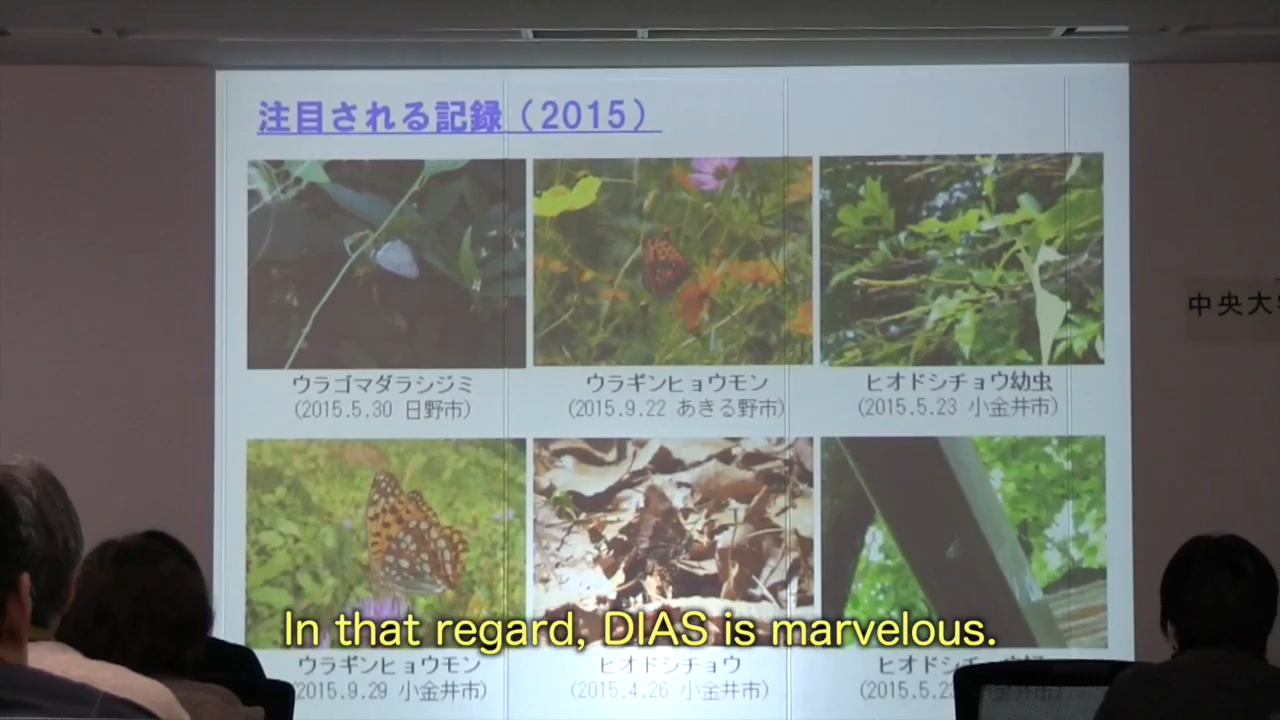 注目される記録（2015）
中央大
ウラゴマダラシジミ
(2015.5.30 日野市)
ウラギンヒョウモン
(2015.9.22 あきる野市)
ヒオドシチョウ幼虫
(2015.5.23 小金井市)
In that regard, DIAS is marvelous.
ウラギンヒョウモン
2015.9.29 小金井市)
ヒオドシチョウ
(2015.4.26 小金井市)
ヒオドシチ
(2015.5.2